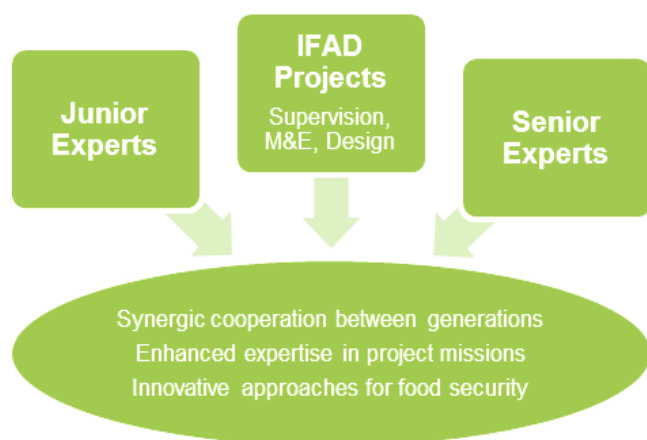 Junior
Experts
IFAD
Projects
Supervision,
M&E, Design
Senior
Experts
Synergic cooperation between generations
Enhanced expertise in project missions
Innovative approaches for food security